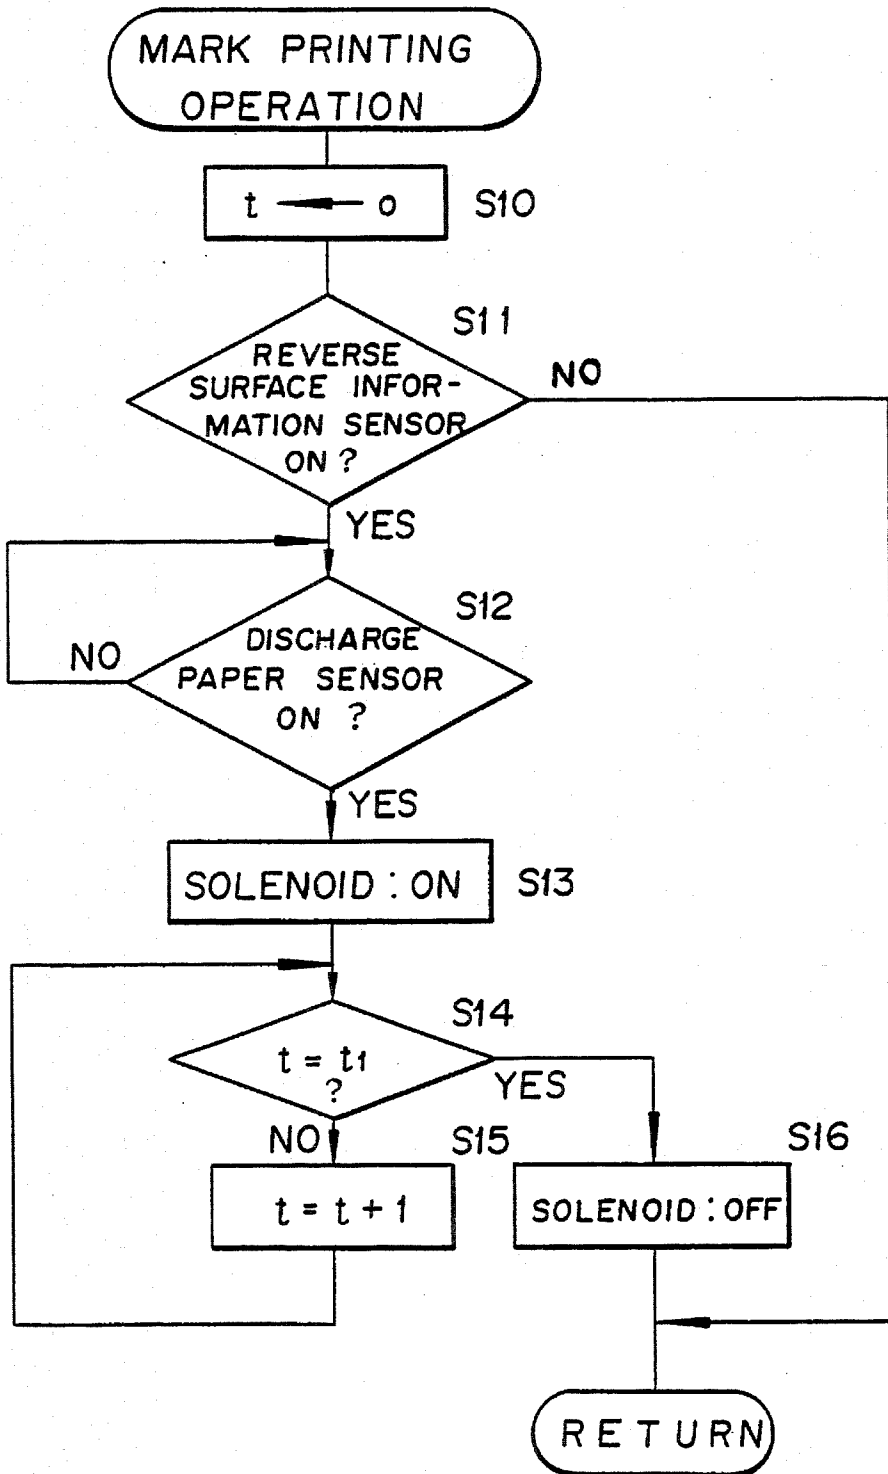 MARK PRINTING
OPERATION
t ← 0
S10
S11
REVERSE
SURFACE INFOR-
MATION SENSOR
ON ?
NO
YES
S12
DISCHARGE
PAPER SENSOR
ON ?
NO
YES
SOLENOID : ON
S13
S14
t = t1
?
YES
NO
S15
S16
t = t + 1
SOLENOID : OFF
RETURN